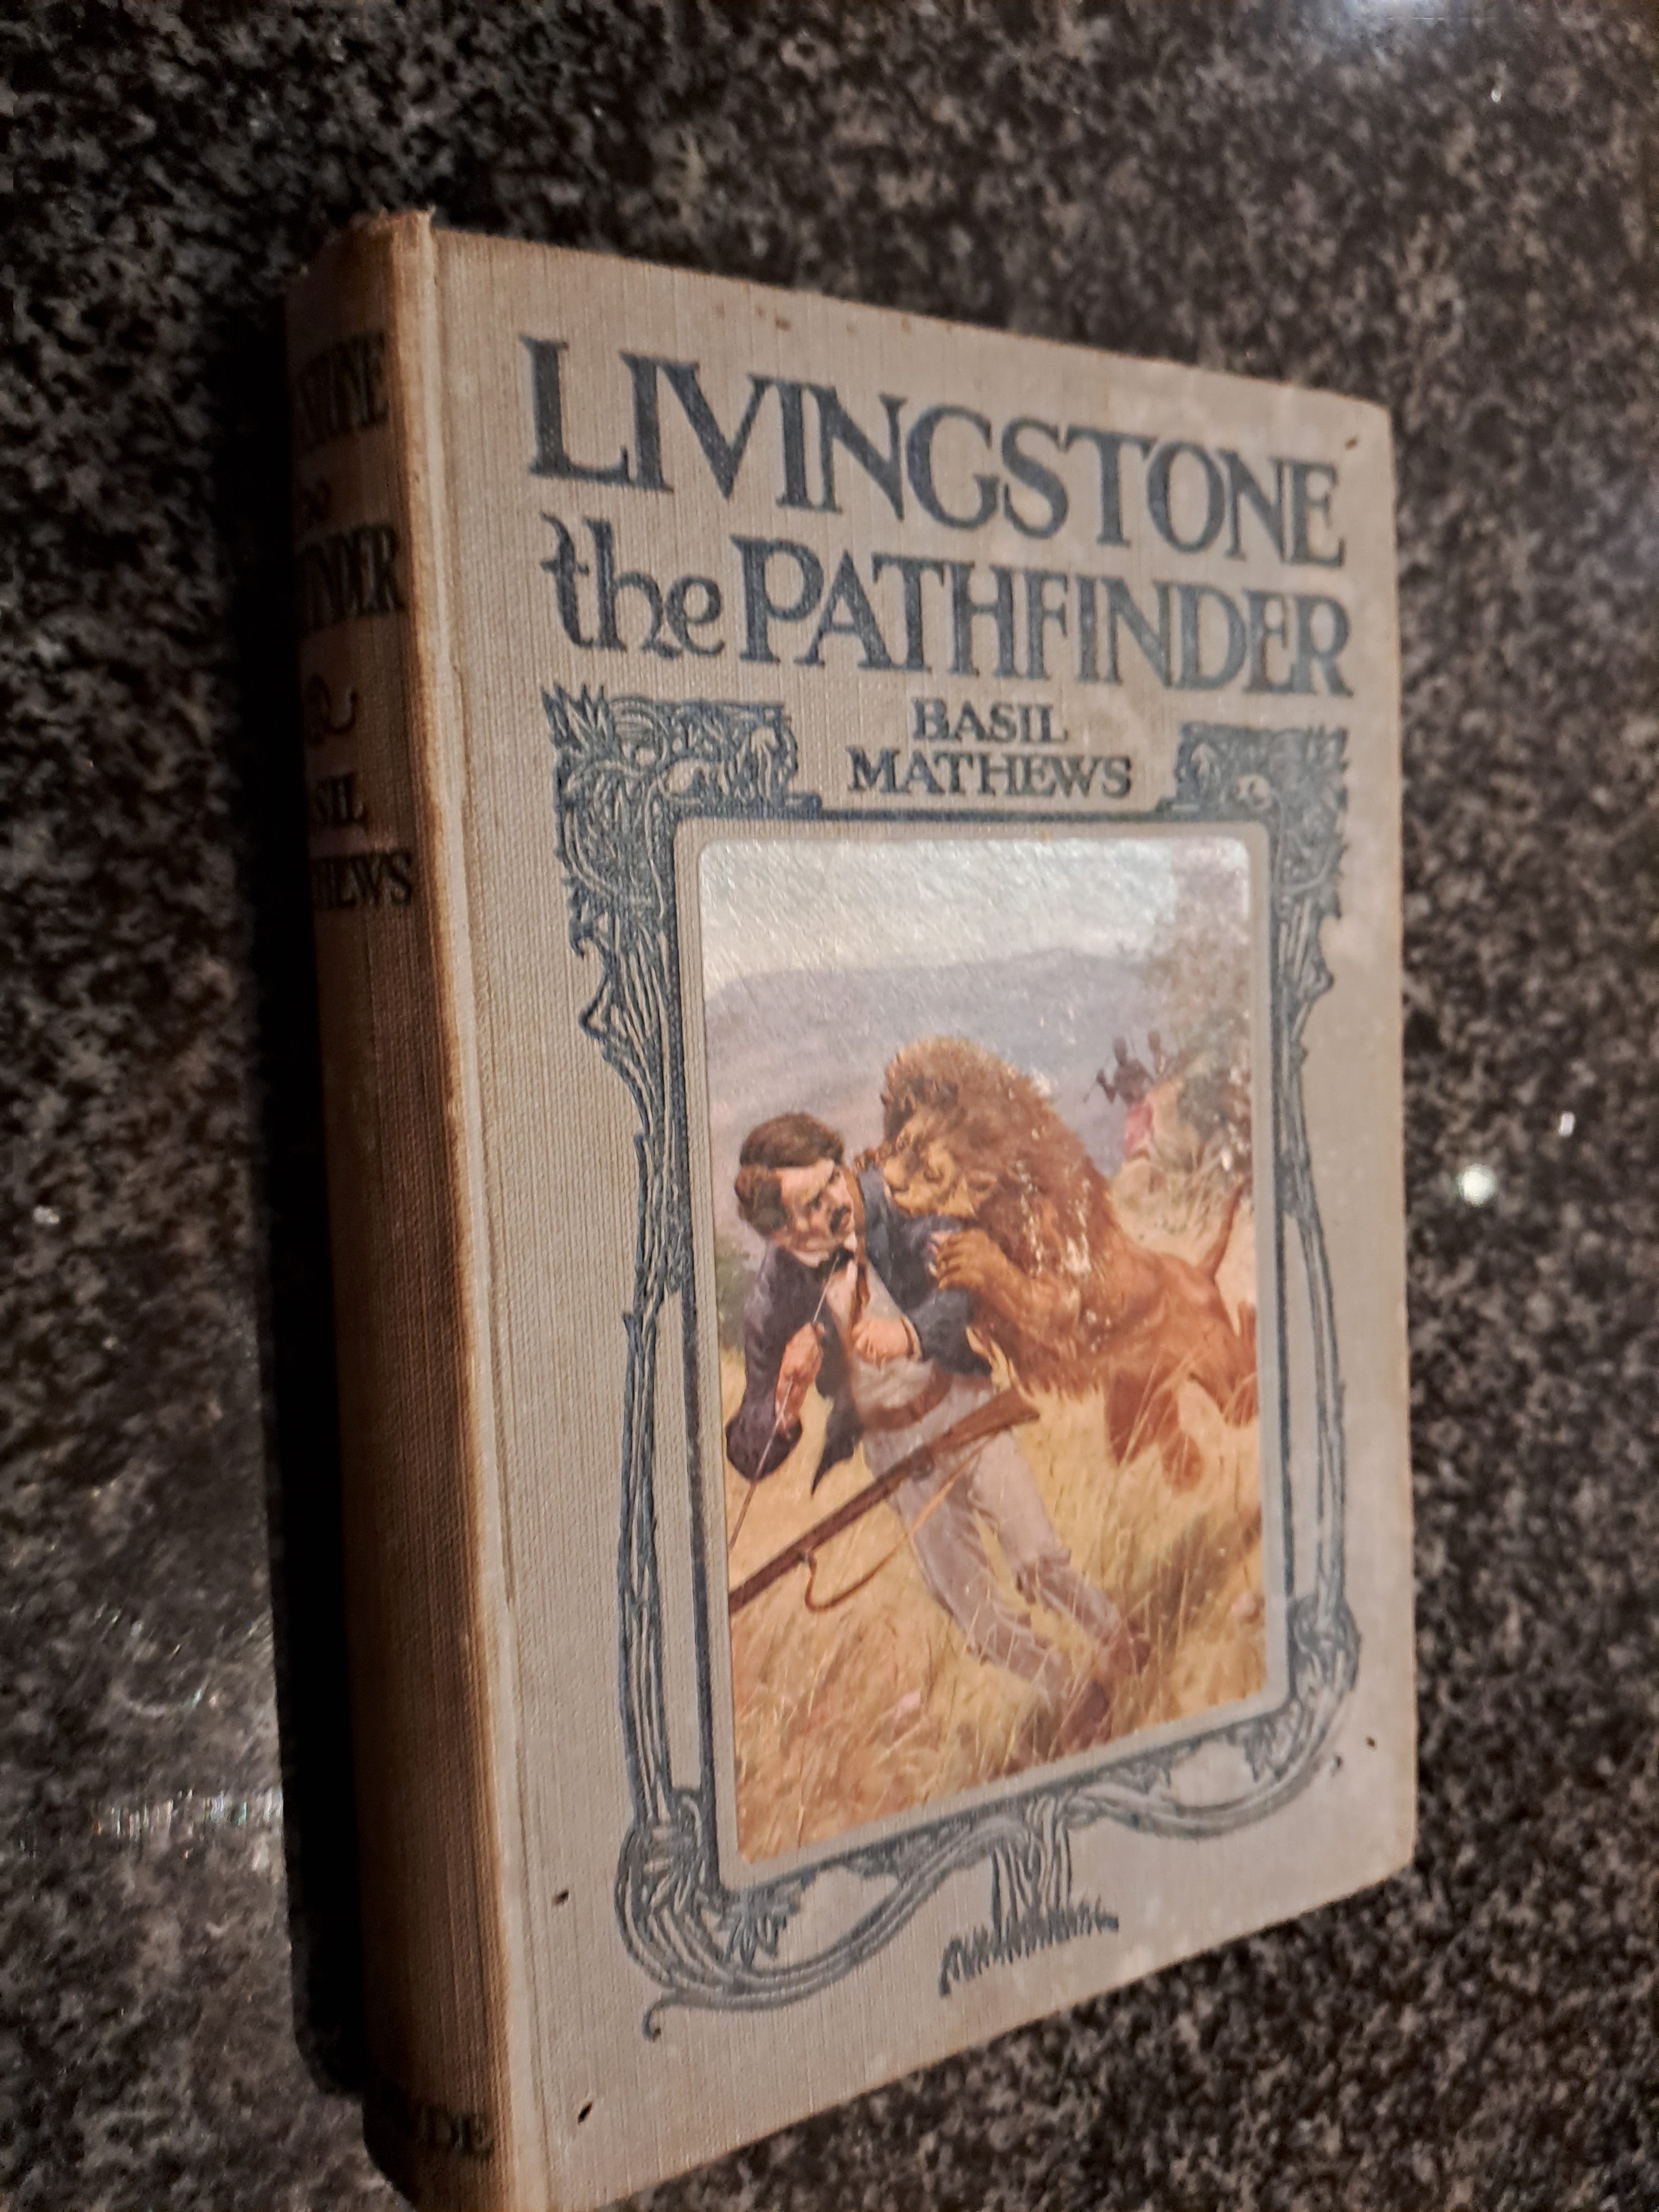 LIVINGSTONE
the PATHFINDER
BASIL
MATHEWS